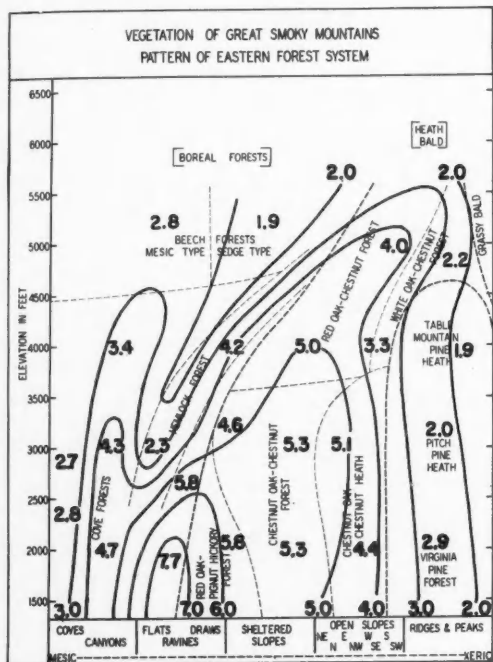 VEGETATION OF GREAT SMOKY MOUNTAINS
PATTERN OF EASTERN FOREST SYSTEM
6500
6000
5500
5000
4500
4000
3500
3000
2500
2000
1500
ELEVATION IN FEET
[BOREAL FORESTS]
[HEATH
BALD]
2.0
2.0
2.8
1.9
BEECH FORESTS
MESIC TYPE
SEDGE TYPE
GRASSY BALD
4.0
2.2
RED OAK-CHESTNUT FOREST
WHITE OAK-CHESTNUT
FOREST
3.4
4.2
5.0
3.3
TABLE
MOUNTAIN
PINE
HEATH
1.9
HEMLOCK FOREST
4.3
2.3
4.6
5.3
5.1
2.0
PITCH PINE
HEATH
2.7
2.8
5.8
CHESTNUT OAK-CHESTNUT
FOREST
CHESTNUT OAK-
CHESTNUT HEATH
COVE FORESTS
4.7
7.7
RED OAK-
PIGNUT HICKORY
FOREST
5.6
5.3
4.4
2.9
VIRGINIA
PINE
FOREST
3.0
7.0
6.0
5.0
4.0
3.0
2.0
COVES
CANYONS
FLATS DRAWS
RAVINES
SHELTERED
SLOPES
OPEN SLOPES
NE E W S
N NW SE SW
RIDGES & PEAKS
MESIC
XERIC